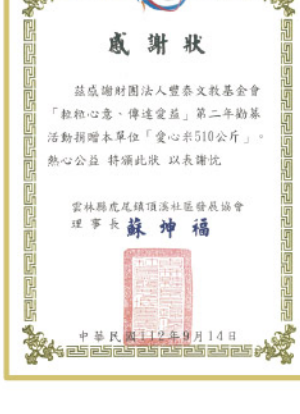 感謝狀
茲感謝財團法人豐泰文教基金會
「粒粒心意、傳遞愛益」第二年勸募
活動捐贈本單位「愛心米510公斤」。
熱心公益 特頒此狀 以表謝忱
雲林縣虎尾鎮頂溪社區發展協會
理事長 蘇坤福
中華民國112年9月14日